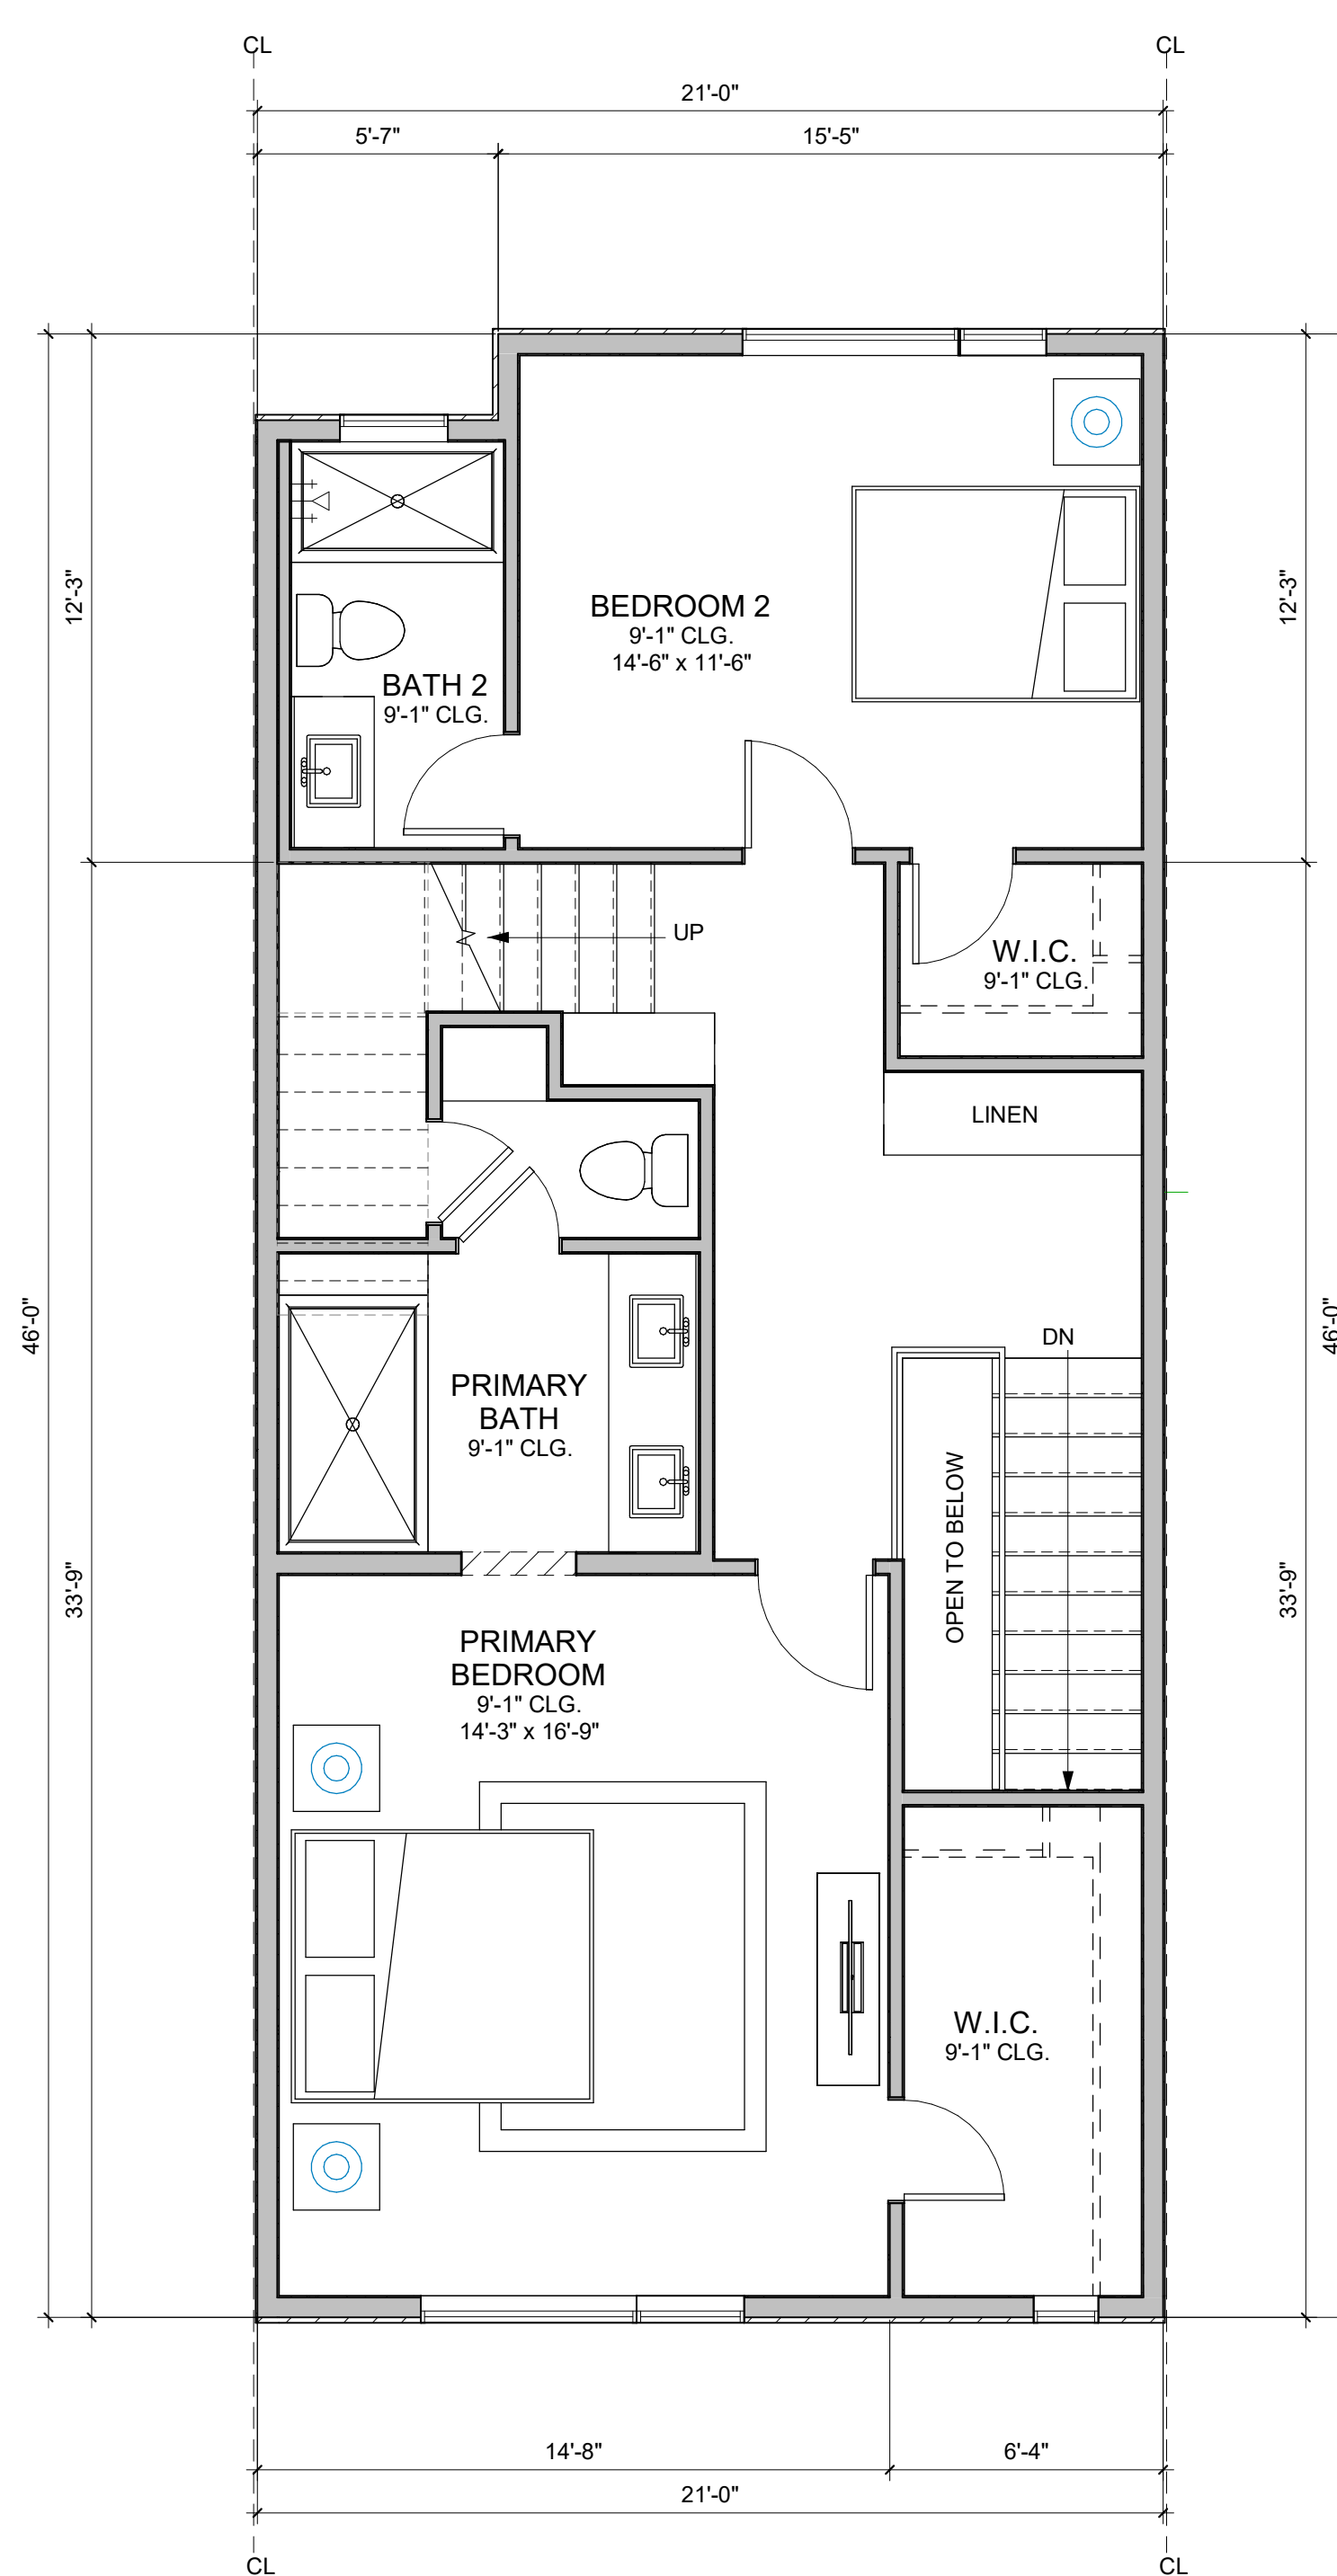 CL
CL
21'-0"
5'-7"
15'-5"
12'-3"
12'-3"
BEDROOM 2
9'-1" CLG.
14'-6" x 11'-6"
BATH 2
9'-1" CLG.
UP
W.I.C.
9'-1" CLG.
LINEN
46'-0"
46'-0"
DN
PRIMARY
BATH
9'-1" CLG.
OPEN TO BELOW
33'-9"
33'-9"
PRIMARY
BEDROOM
9'-1" CLG.
14'-3" x 16'-9"
W.I.C.
9'-1" CLG.
14'-8"
6'-4"
21'-0"
CL
CL